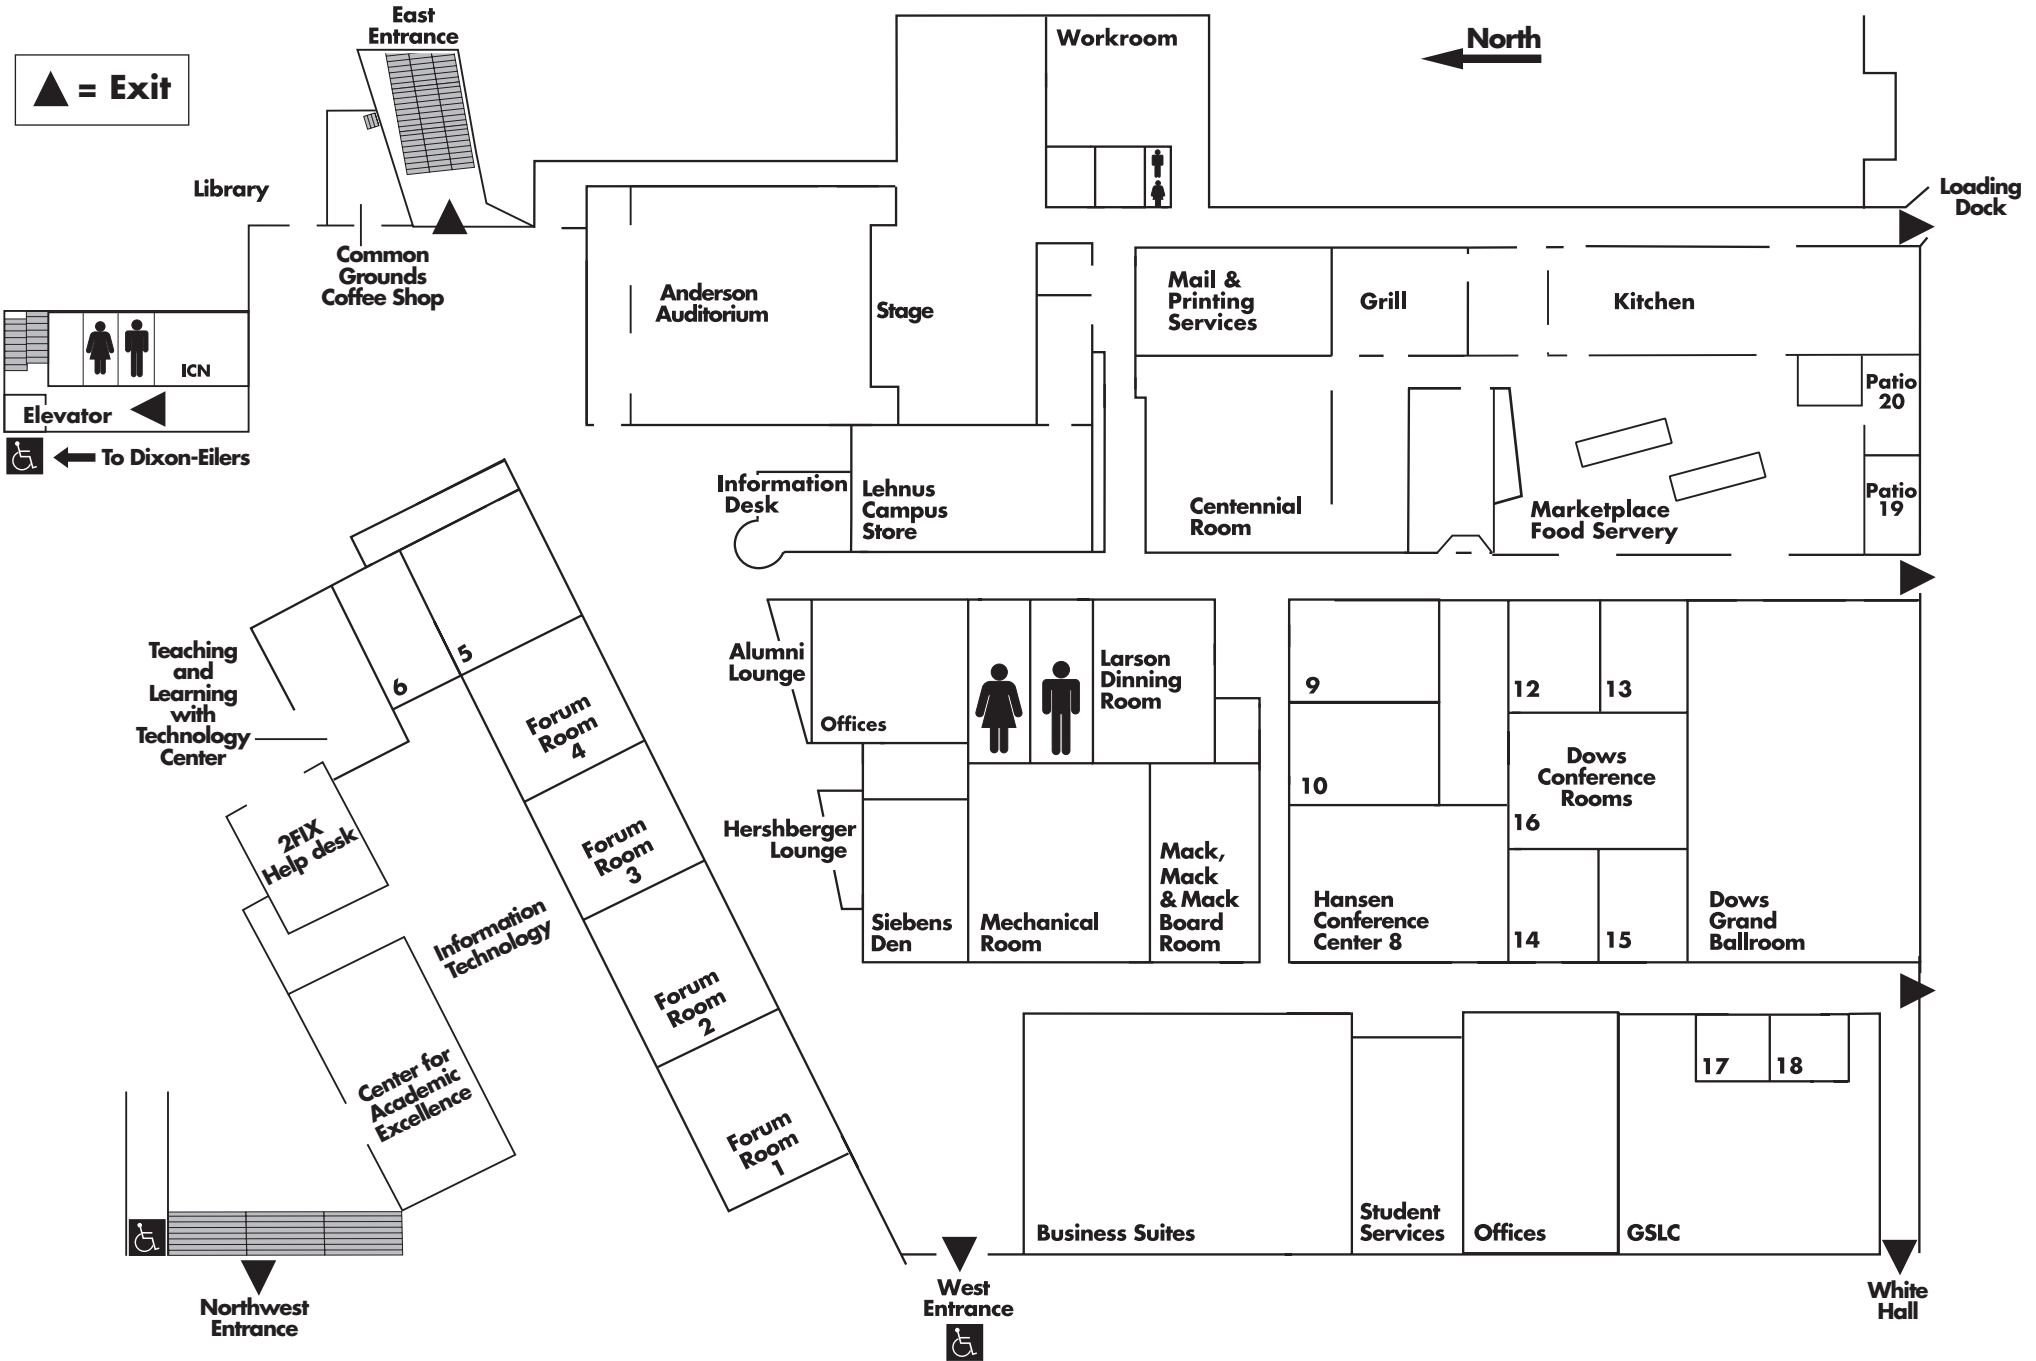 East
Entrance
▲ = Exit
Workroom
North
Library
Loading
Dock
Common
Grounds
Coffee Shop
Anderson
Auditorium
Stage
Mail &
Printing
Services
Grill
Kitchen
ICN
Elevator
To Dixon-Eilers
Patio
20
Information
Desk
Lehnus
Campus
Store
Centennial
Room
Marketplace
Food Servery
Patio
19
Teaching
and
Learning
with
Technology
Center
5
6
Forum
Room
4
Alumni
Lounge
Offices
Larson
Dinning
Room
9
10
12
13
Dows
Conference
Rooms
16
2FIX
Help desk
Forum
Room
3
Hershberger
Lounge
Siebens
Den
Mechanical
Room
Mack,
Mack
& Mack
Board
Room
Hansen
Conference
Center 8
14
15
Dows
Grand
Ballroom
Information
Technology
Forum
Room
2
Center for
Academic
Excellence
Forum
Room
1
17
18
Business Suites
Student
Services
Offices
GSLC
Northwest
Entrance
West
Entrance
White
Hall